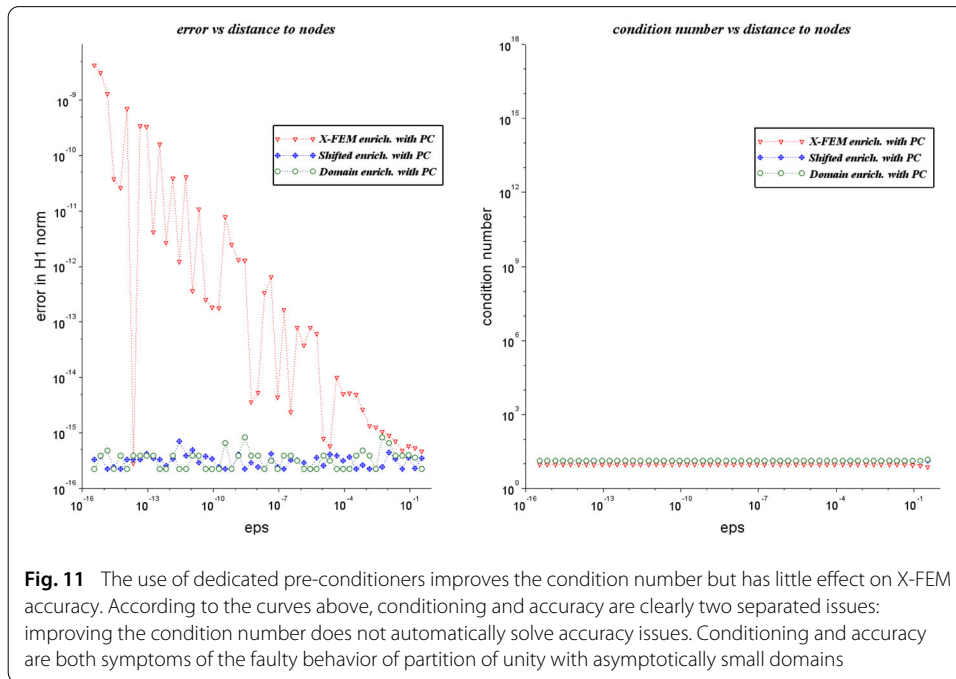 error vs distance to nodes
10^-9
10^-10
10^-11
10^-12
10^-13
10^-14
10^-15
10^-16
error in H1 norm
10^-16
10^-13
10^-10
10^-7
10^-4
10^-1
eps
X-FEM enrich. with PC
Shifted enrich. with PC
Domain enrich. with PC
condition number vs distance to nodes
10^18
10^15
10^12
10^9
10^6
10^3
10^0
condition number
10^-16
10^-13
10^-10
10^-7
10^-4
10^-1
eps
X-FEM enrich. with PC
Shifted enrich. with PC
Domain enrich. with PC
Fig. 11 The use of dedicated pre-conditioners improves the condition number but has little effect on X-FEM
accuracy. According to the curves above, conditioning and accuracy are clearly two separated issues:
improving the condition number does not automatically solve accuracy issues. Conditioning and accuracy
are both symptoms of the faulty behavior of partition of unity with asymptotically small domains